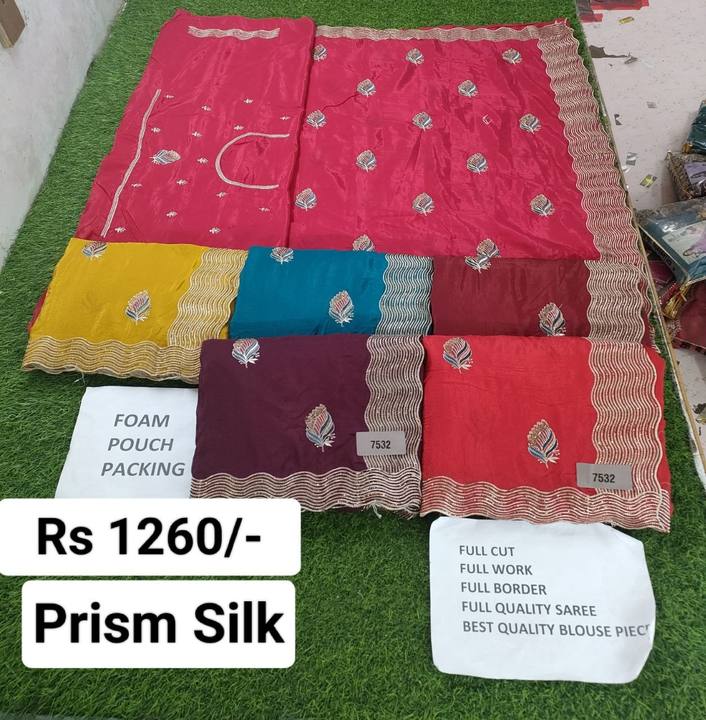 7532
7532
FOAM
POUCH
PACKING
Rs 1260/-
Prism Silk
FULL CUT
FULL WORK
FULL BORDER
FULL QUALITY SAREE
BEST QUALITY BLOUSE PIECE